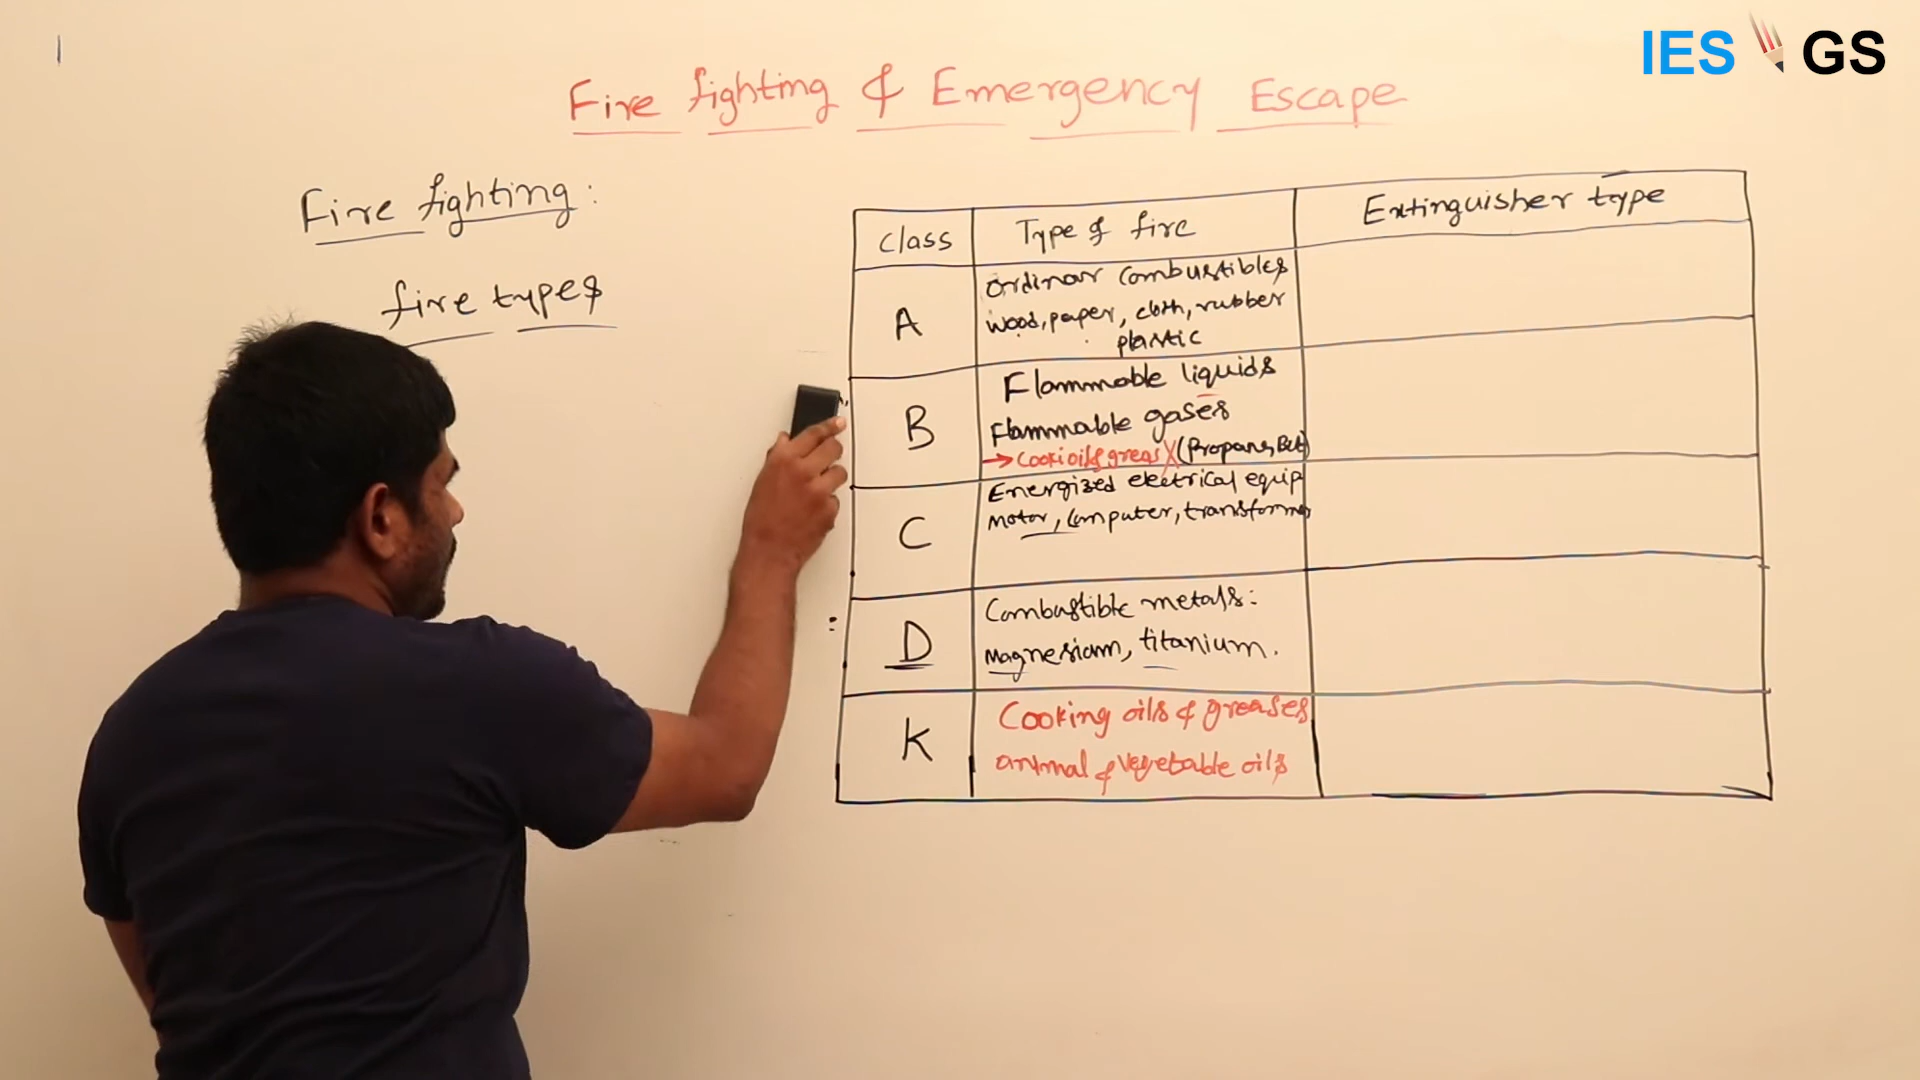 IES GS
Fire fighting & Emergency Escape
Fire fighting:
fire types
Class Type of fire Extinguisher type
A
Ordinar Combustibles
wood, paper, cloth, rubber
plastic
B
Flammable liquids
Flammable gases
→ Cooki oils greas X (Propane, But)
C
Energized electrical equip
motor, Computer, transformer
D
Combustible metals:
magnesium, titanium.
K
Cooking oils & greases
animal & vegetable oils